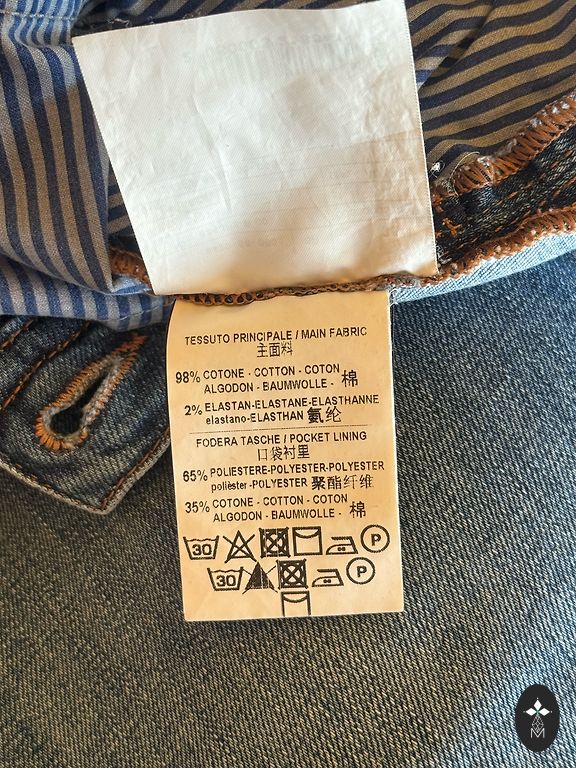 TESSUTO PRINCIPALE / MAIN FABRIC
主面料
98% COTONE - COTTON - COTON
ALGODON - BAUMWOLLE - 棉
2% ELASTAN-ELASTANE-ELASTHANNE
elastano-ELASTHAN 氨纶
FODERA TASCHE / POCKET LINING
口袋衬里
65% POLIESTERE-POLYESTER-POLYESTER
polièster-POLYESTER 聚酯纤维
35% COTONE - COTTON - COTON
ALGODON - BAUMWOLLE - 棉
30 P
30 P
M